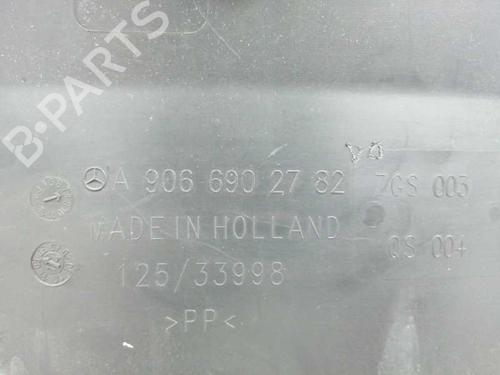 B-PARTS
A 906 690 27 82 ZGS 003
MADE IN HOLLAND QS 004
125/33998
>PP<